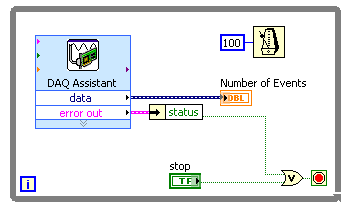 100
DAQ Assistant
Number of Events
data
DBL
error out
status
stop
TF
V
i